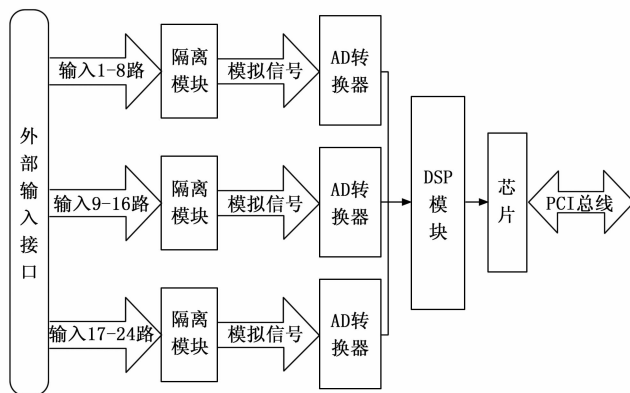 外部输入接口
输入1-8路
隔离
模块
模拟信号
AD转
换器
输入9-16路
隔离
模块
模拟信号
AD转
换器
输入17-24路
隔离
模块
模拟信号
AD转
换器
DSP
模
块
芯片
PCI总线